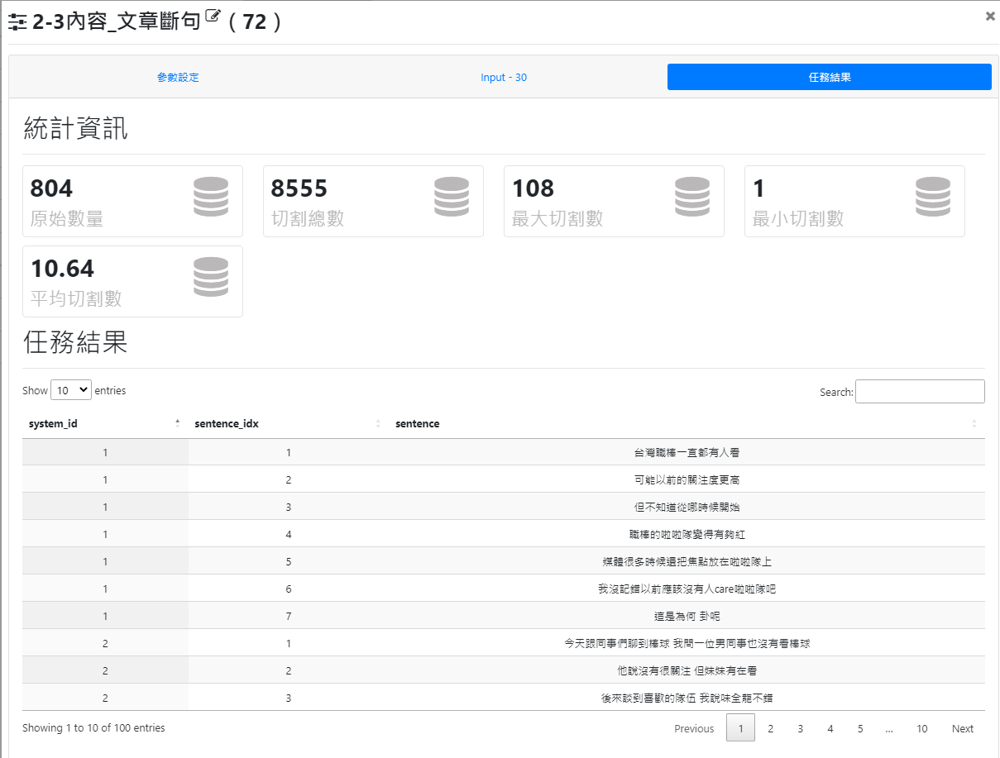 2-3內容_文章斷句 ( 72 )
×
參數設定 Input - 30 任務結果
統計資訊
804 8555 108 1
原始數量 切割總數 最大切割數 最小切割數
10.64
平均切割數
任務結果
Show 10 entries Search:
system_id sentence_idx sentence
1 1 台灣職棒一直都有人看
1 2 可能以前的關注度更高
1 3 但不知道從哪時候開始
1 4 職棒的啦啦隊變得有夠紅
1 5 媒體很多時候還把焦點放在啦啦隊上
1 6 我沒記錯以前應該沒有人care啦啦隊吧
1 7 這是為何 卦呢
2 1 今天跟同事們聊到棒球 我問一位男同事也沒有看棒球
2 2 他說沒有很關注 但妹妹有在看
2 3 後來談到喜歡的隊伍 我說味全龍不錯
Showing 1 to 10 of 100 entries Previous 1 2 3 4 5 … 10 Next